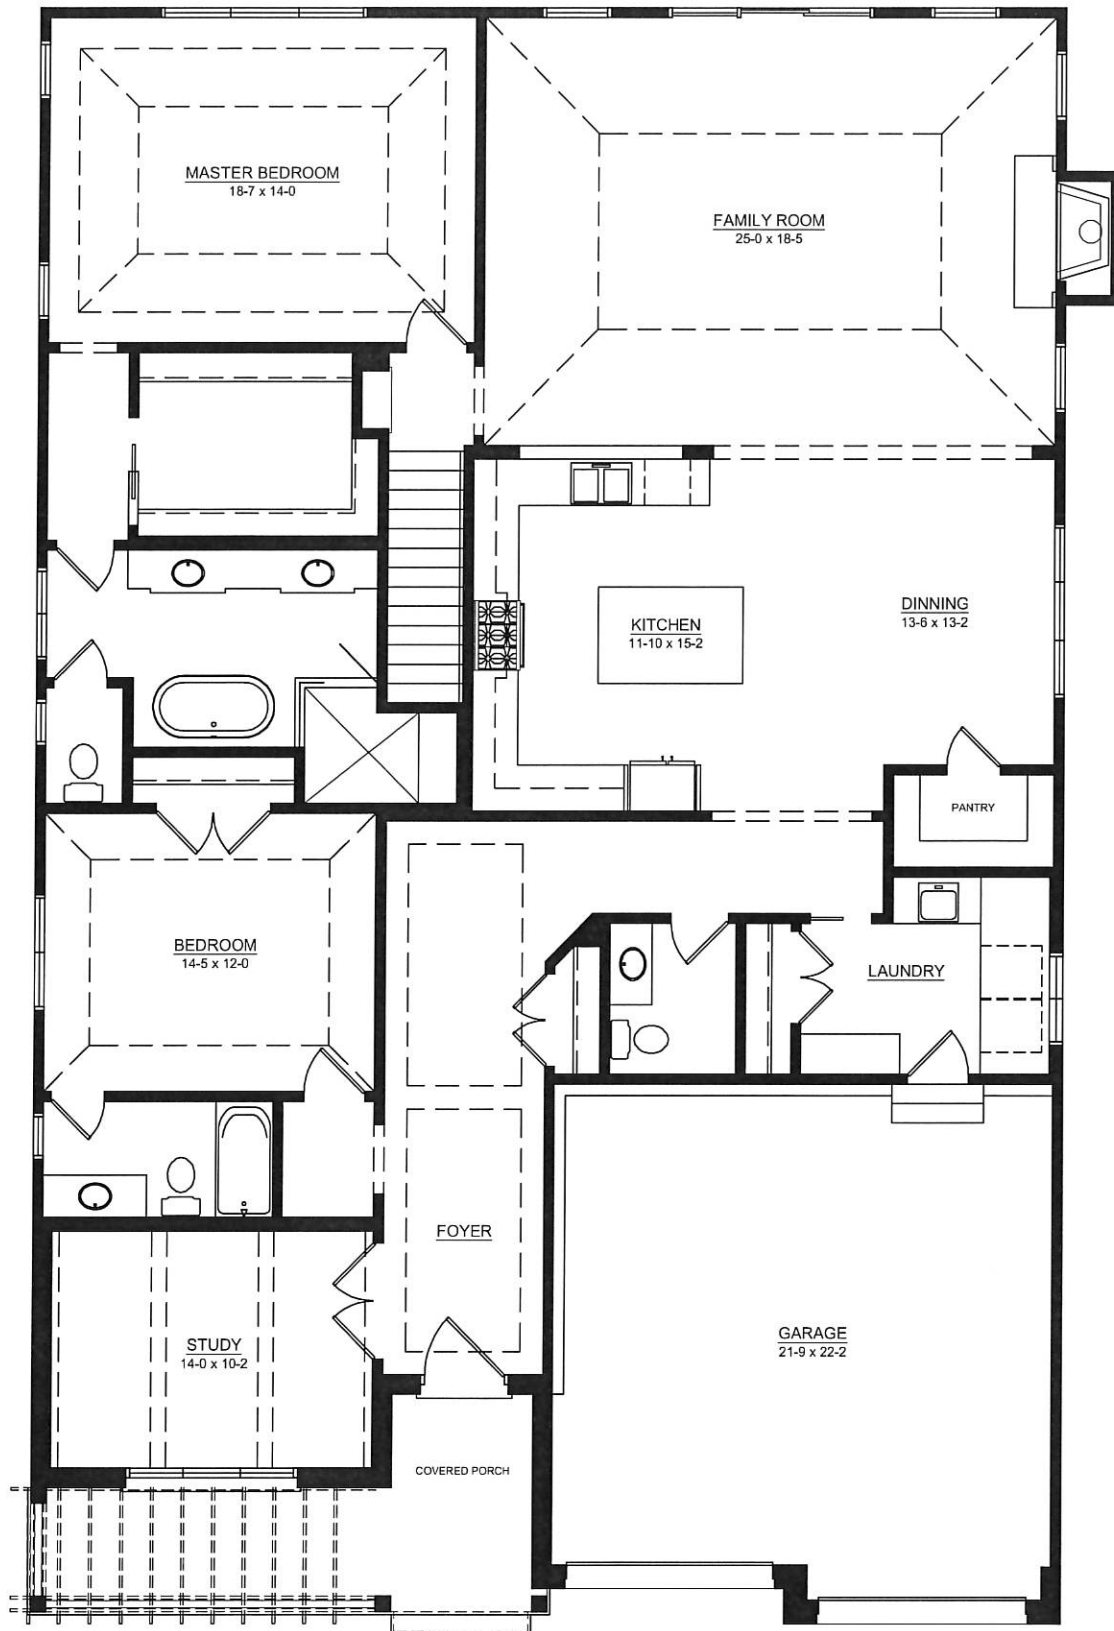 MASTER BEDROOM
18-7 x 14-0
FAMILY ROOM
25-0 x 18-5
KITCHEN
11-10 x 15-2
DINNING
13-6 x 13-2
PANTRY
BEDROOM
14-5 x 12-0
LAUNDRY
FOYER
STUDY
14-0 x 10-2
GARAGE
21-9 x 22-2
COVERED PORCH